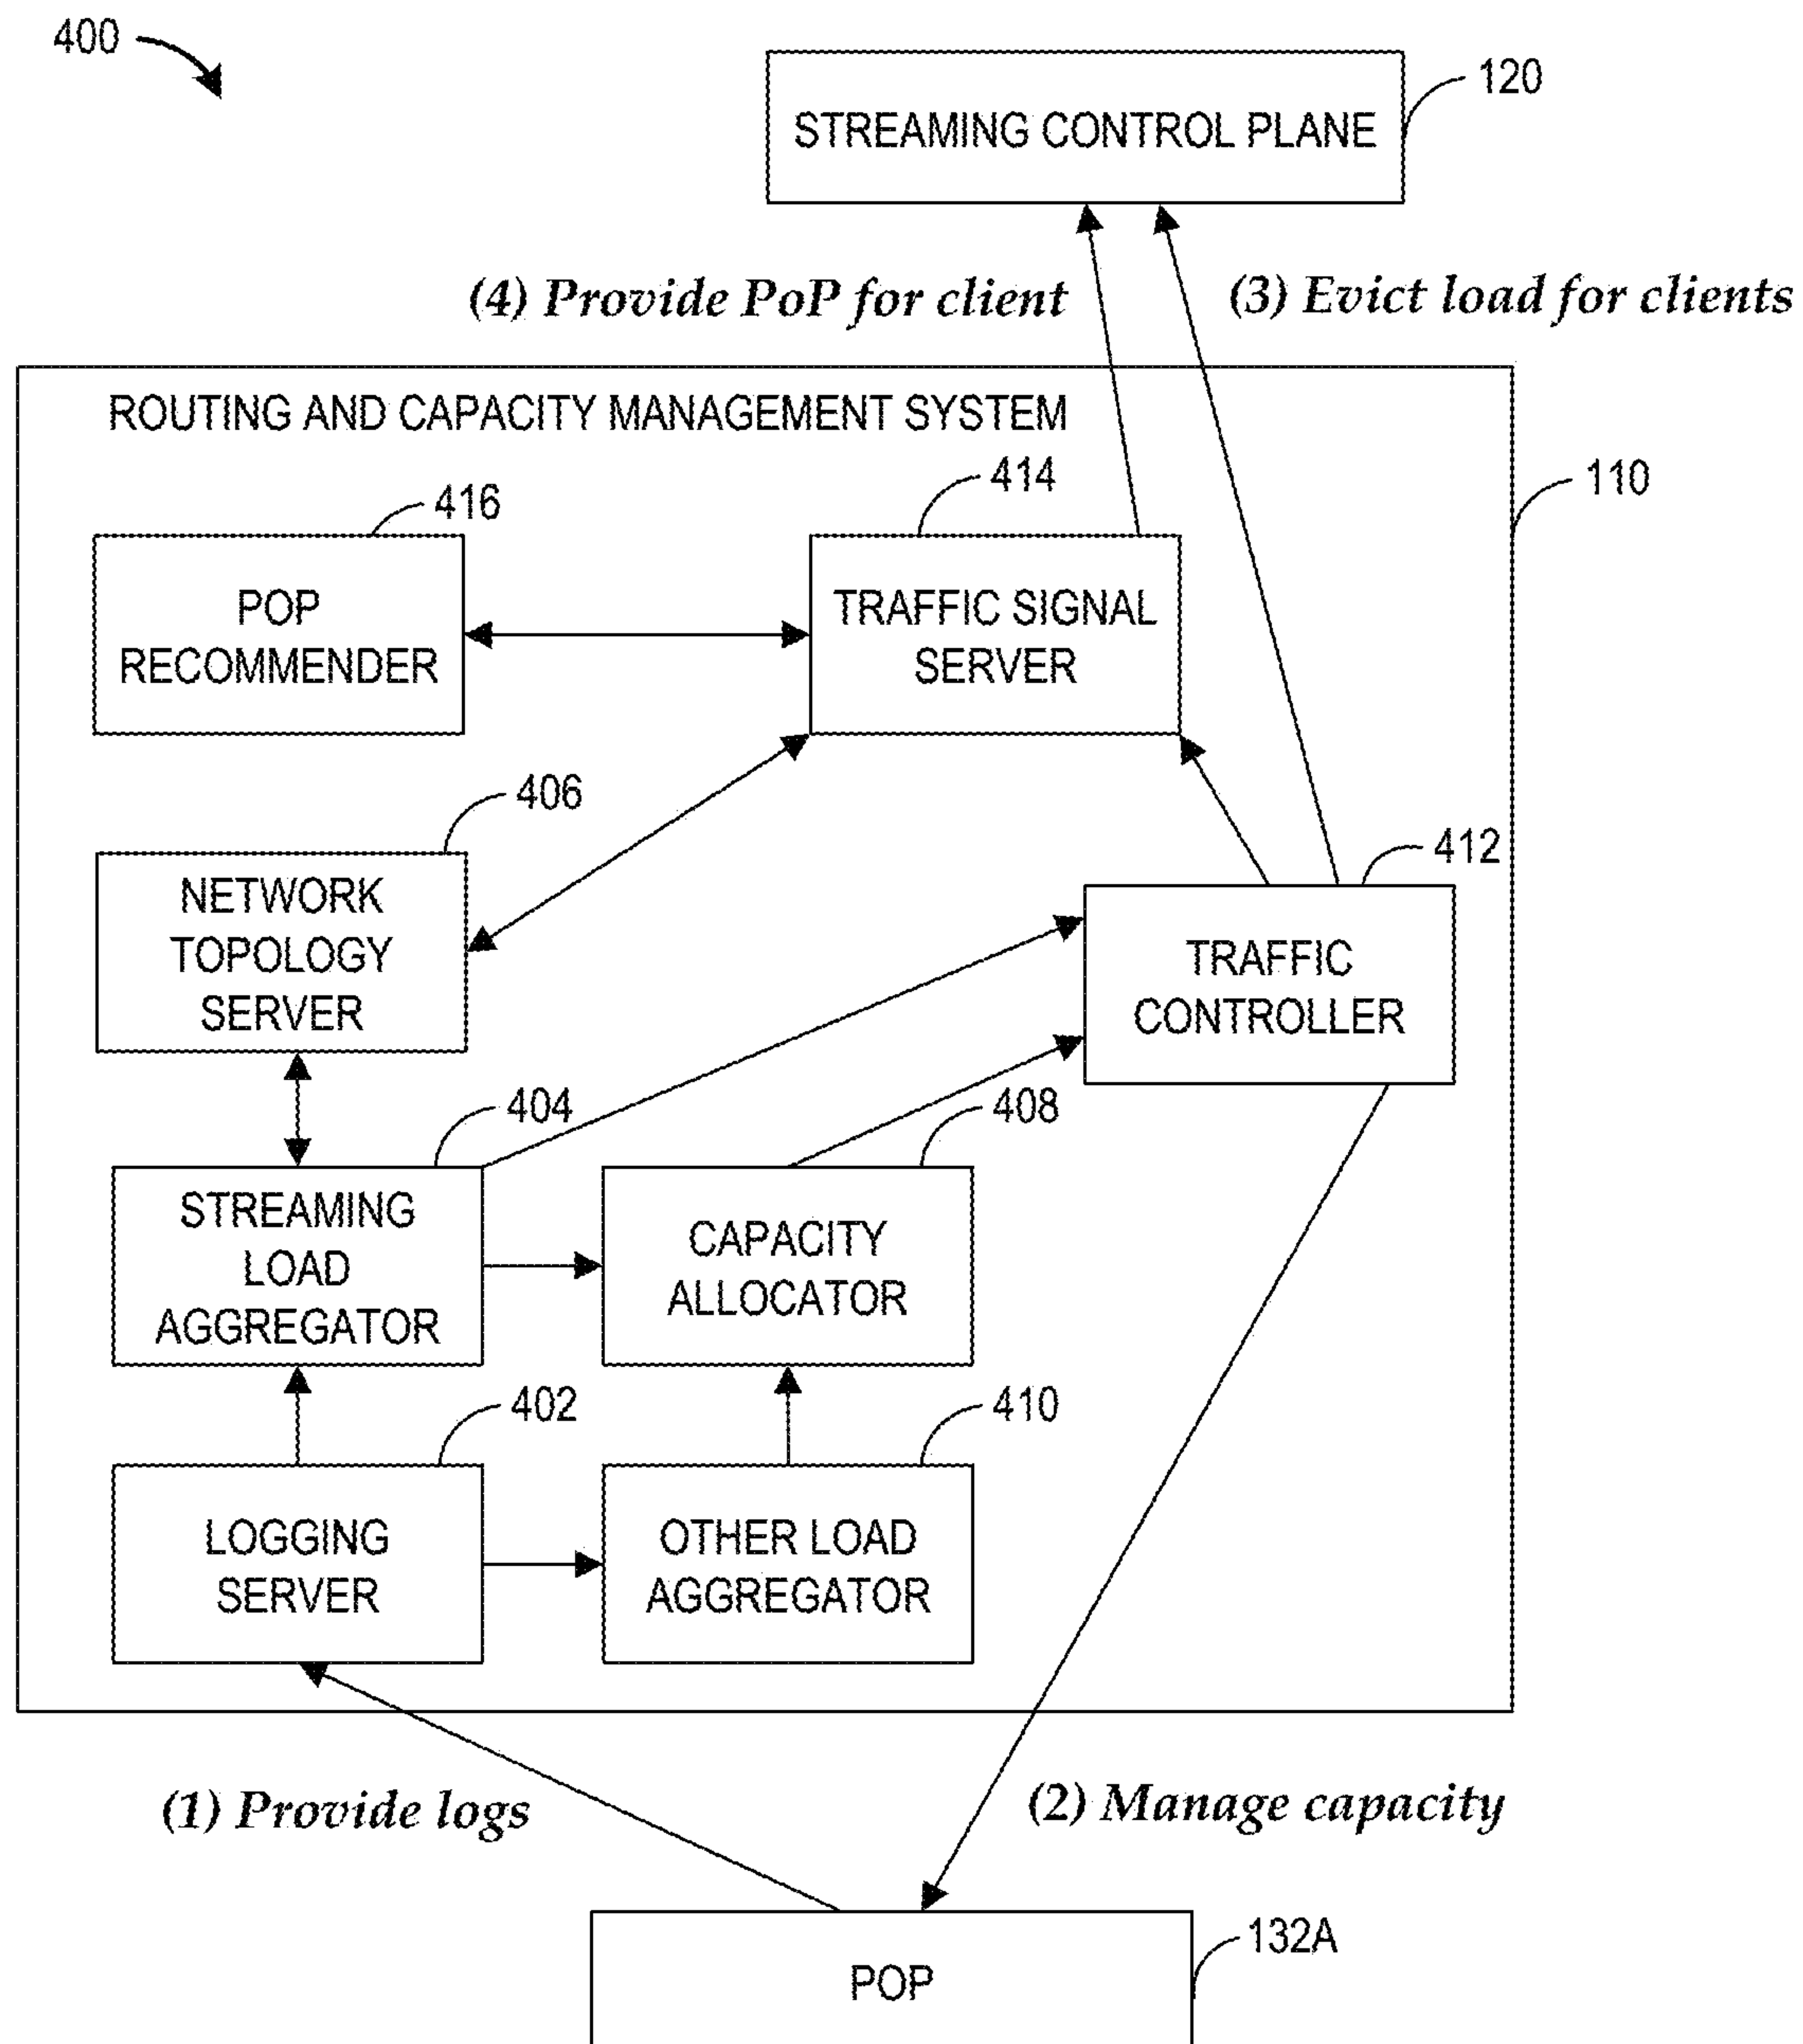 400
120
STREAMING CONTROL PLANE
(4) Provide PoP for client
(3) Evict load for clients
ROUTING AND CAPACITY MANAGEMENT SYSTEM
110
416
414
POP
RECOMMENDER
TRAFFIC SIGNAL
SERVER
406
412
NETWORK
TOPOLOGY
SERVER
TRAFFIC
CONTROLLER
404
408
STREAMING
LOAD
AGGREGATOR
CAPACITY
ALLOCATOR
402
410
LOGGING
SERVER
OTHER LOAD
AGGREGATOR
(1) Provide logs
(2) Manage capacity
132A
POP